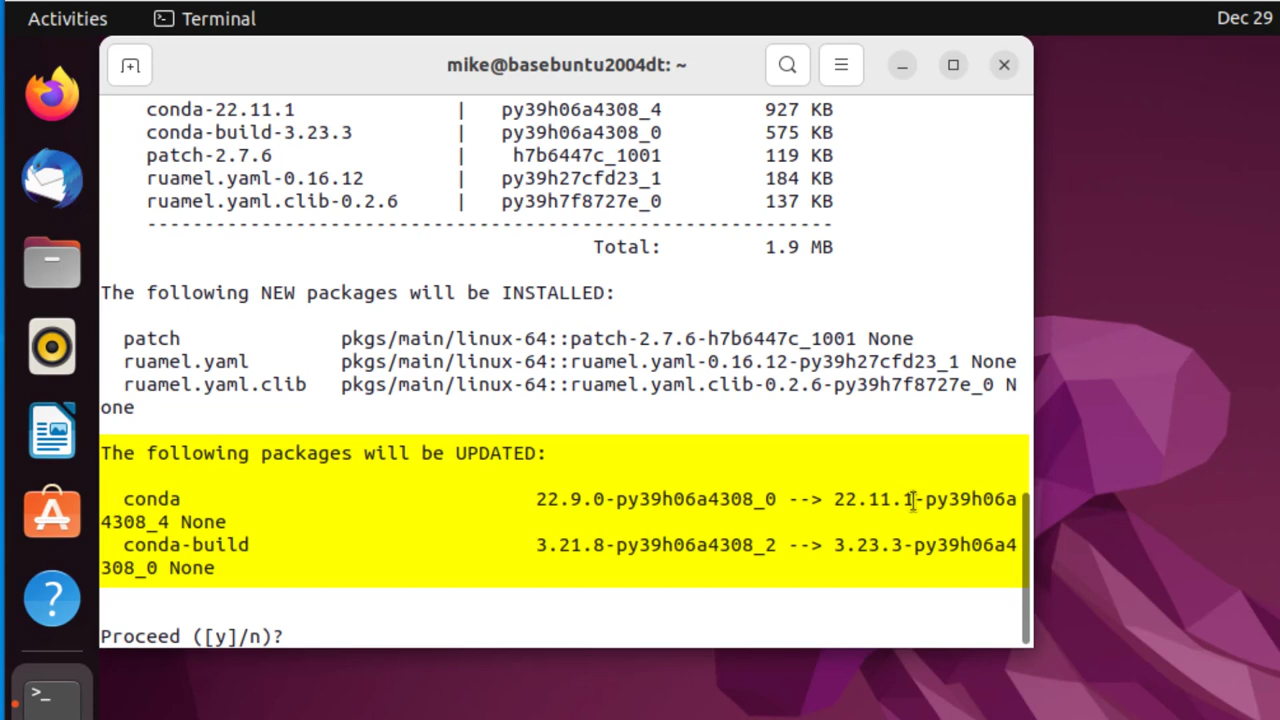 Activities Terminal Dec 29
mike@basebuntu2004dt: ~
conda-22.11.1 | py39h06a4308_4 927 KB
conda-build-3.23.3 | py39h06a4308_0 575 KB
patch-2.7.6 | h7b6447c_1001 119 KB
ruamel.yaml-0.16.12 | py39h27cfd23_1 184 KB
ruamel.yaml.clib-0.2.6 | py39h7f8727e_0 137 KB
------------------------------------------------------------
Total: 1.9 MB
The following NEW packages will be INSTALLED:
patch pkgs/main/linux-64::patch-2.7.6-h7b6447c_1001 None
ruamel.yaml pkgs/main/linux-64::ruamel.yaml-0.16.12-py39h27cfd23_1 None
ruamel.yaml.clib pkgs/main/linux-64::ruamel.yaml.clib-0.2.6-py39h7f8727e_0 N
one
The following packages will be UPDATED:
conda 22.9.0-py39h06a4308_0 --> 22.11.1-py39h06a
4308_4 None
conda-build 3.21.8-py39h06a4308_2 --> 3.23.3-py39h06a4
308_0 None
Proceed ([y]/n)?